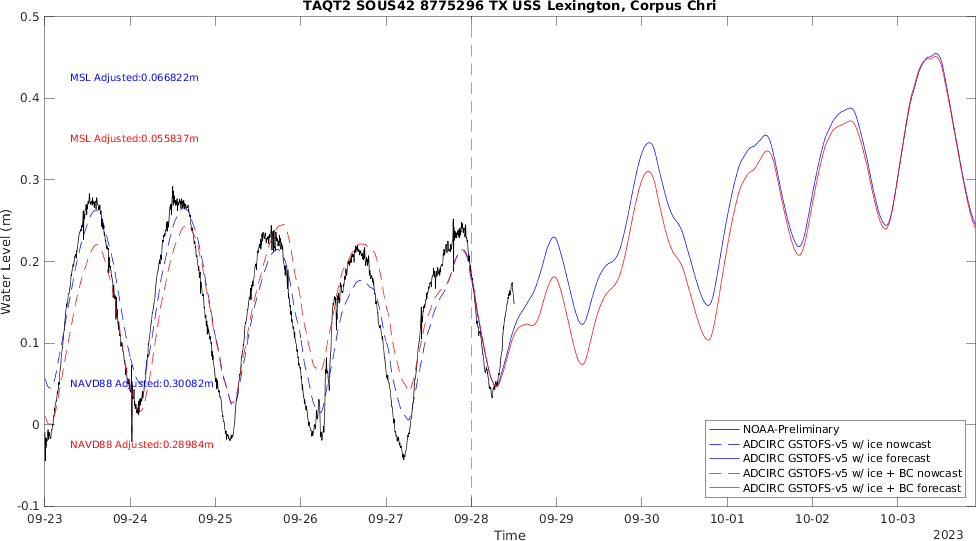 TAQT2 SOUS42 8775296 TX USS Lexington, Corpus Chri
0.5
0.4
0.3
0.2
0.1
0
-0.1
Water Level (m)
MSL Adjusted:0.066822m
MSL Adjusted:0.055837m
NAVD88 Adjusted:0.30082m
NAVD88 Adjusted:0.28984m
NOAA-Preliminary
ADCIRC GSTOFS-v5 w/ ice nowcast
ADCIRC GSTOFS-v5 w/ ice forecast
ADCIRC GSTOFS-v5 w/ ice + BC nowcast
ADCIRC GSTOFS-v5 w/ ice + BC forecast
09-23 09-24 09-25 09-26 09-27 09-28 09-29 09-30 10-01 10-02 10-03
Time
2023